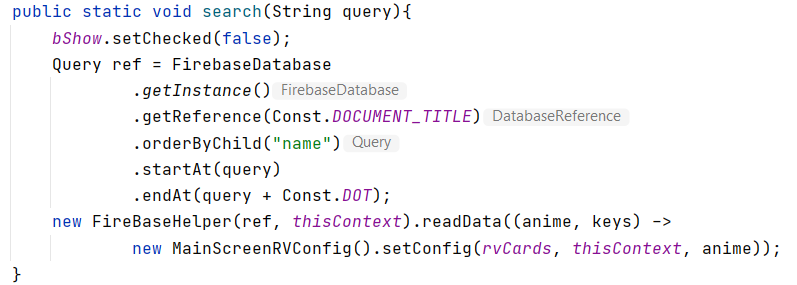 public static void search(String query){
bShow.setChecked(false);
Query ref = FirebaseDatabase
.getInstance() FirebaseDatabase
.getReference(Const.DOCUMENT_TITLE) DatabaseReference
.orderByChild("name") Query
.startAt(query)
.endAt(query + Const.DOT);
new FireBaseHelper(ref, thisContext).readData((anime, keys) ->
new MainScreenRVConfig().setConfig(rvCards, thisContext, anime));
}